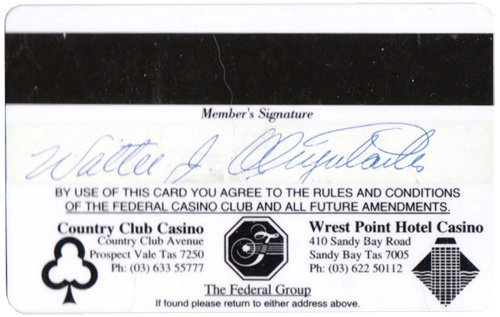 Member's Signature
Walter J.
BY USE OF THIS CARD YOU AGREE TO THE RULES AND CONDITIONS
OF THE FEDERAL CASINO CLUB AND ALL FUTURE AMENDMENTS.
Country Club Casino
Country Club Avenue
Prospect Vale Tas 7250
Ph: (03) 633 55777
Wrest Point Hotel Casino
410 Sandy Bay Road
Sandy Bay Tas 7005
Ph: (03) 622 50112
The Federal Group
If found please return to either address above.